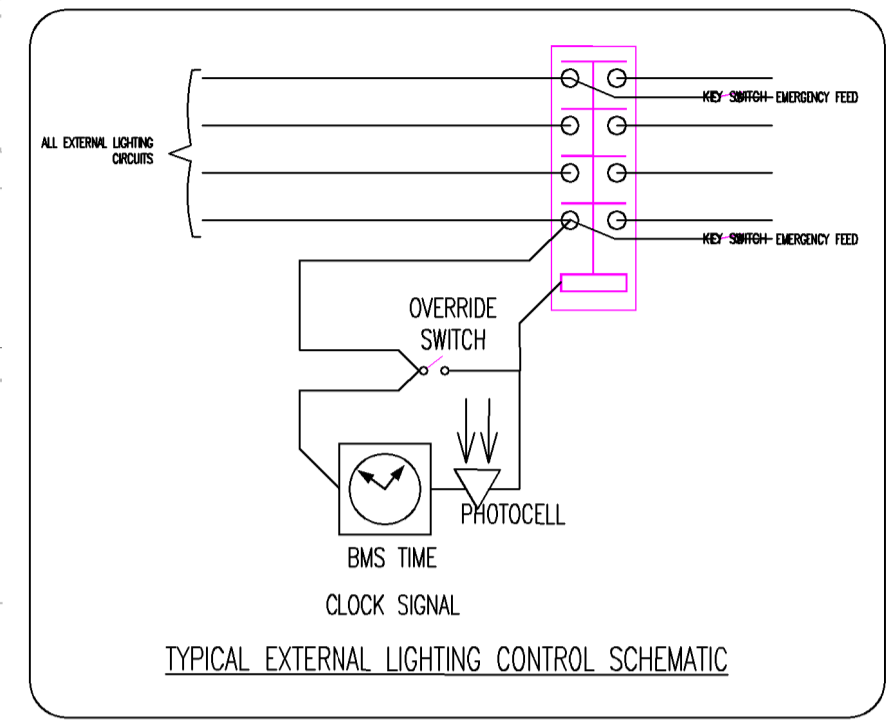 KEY SWITCH EMERGENCY FEED
ALL EXTERNAL LIGHTING
CIRCUITS
KEY SWITCH EMERGENCY FEED
OVERRIDE
SWITCH
PHOTOCELL
BMS TIME
CLOCK SIGNAL
TYPICAL EXTERNAL LIGHTING CONTROL SCHEMATIC